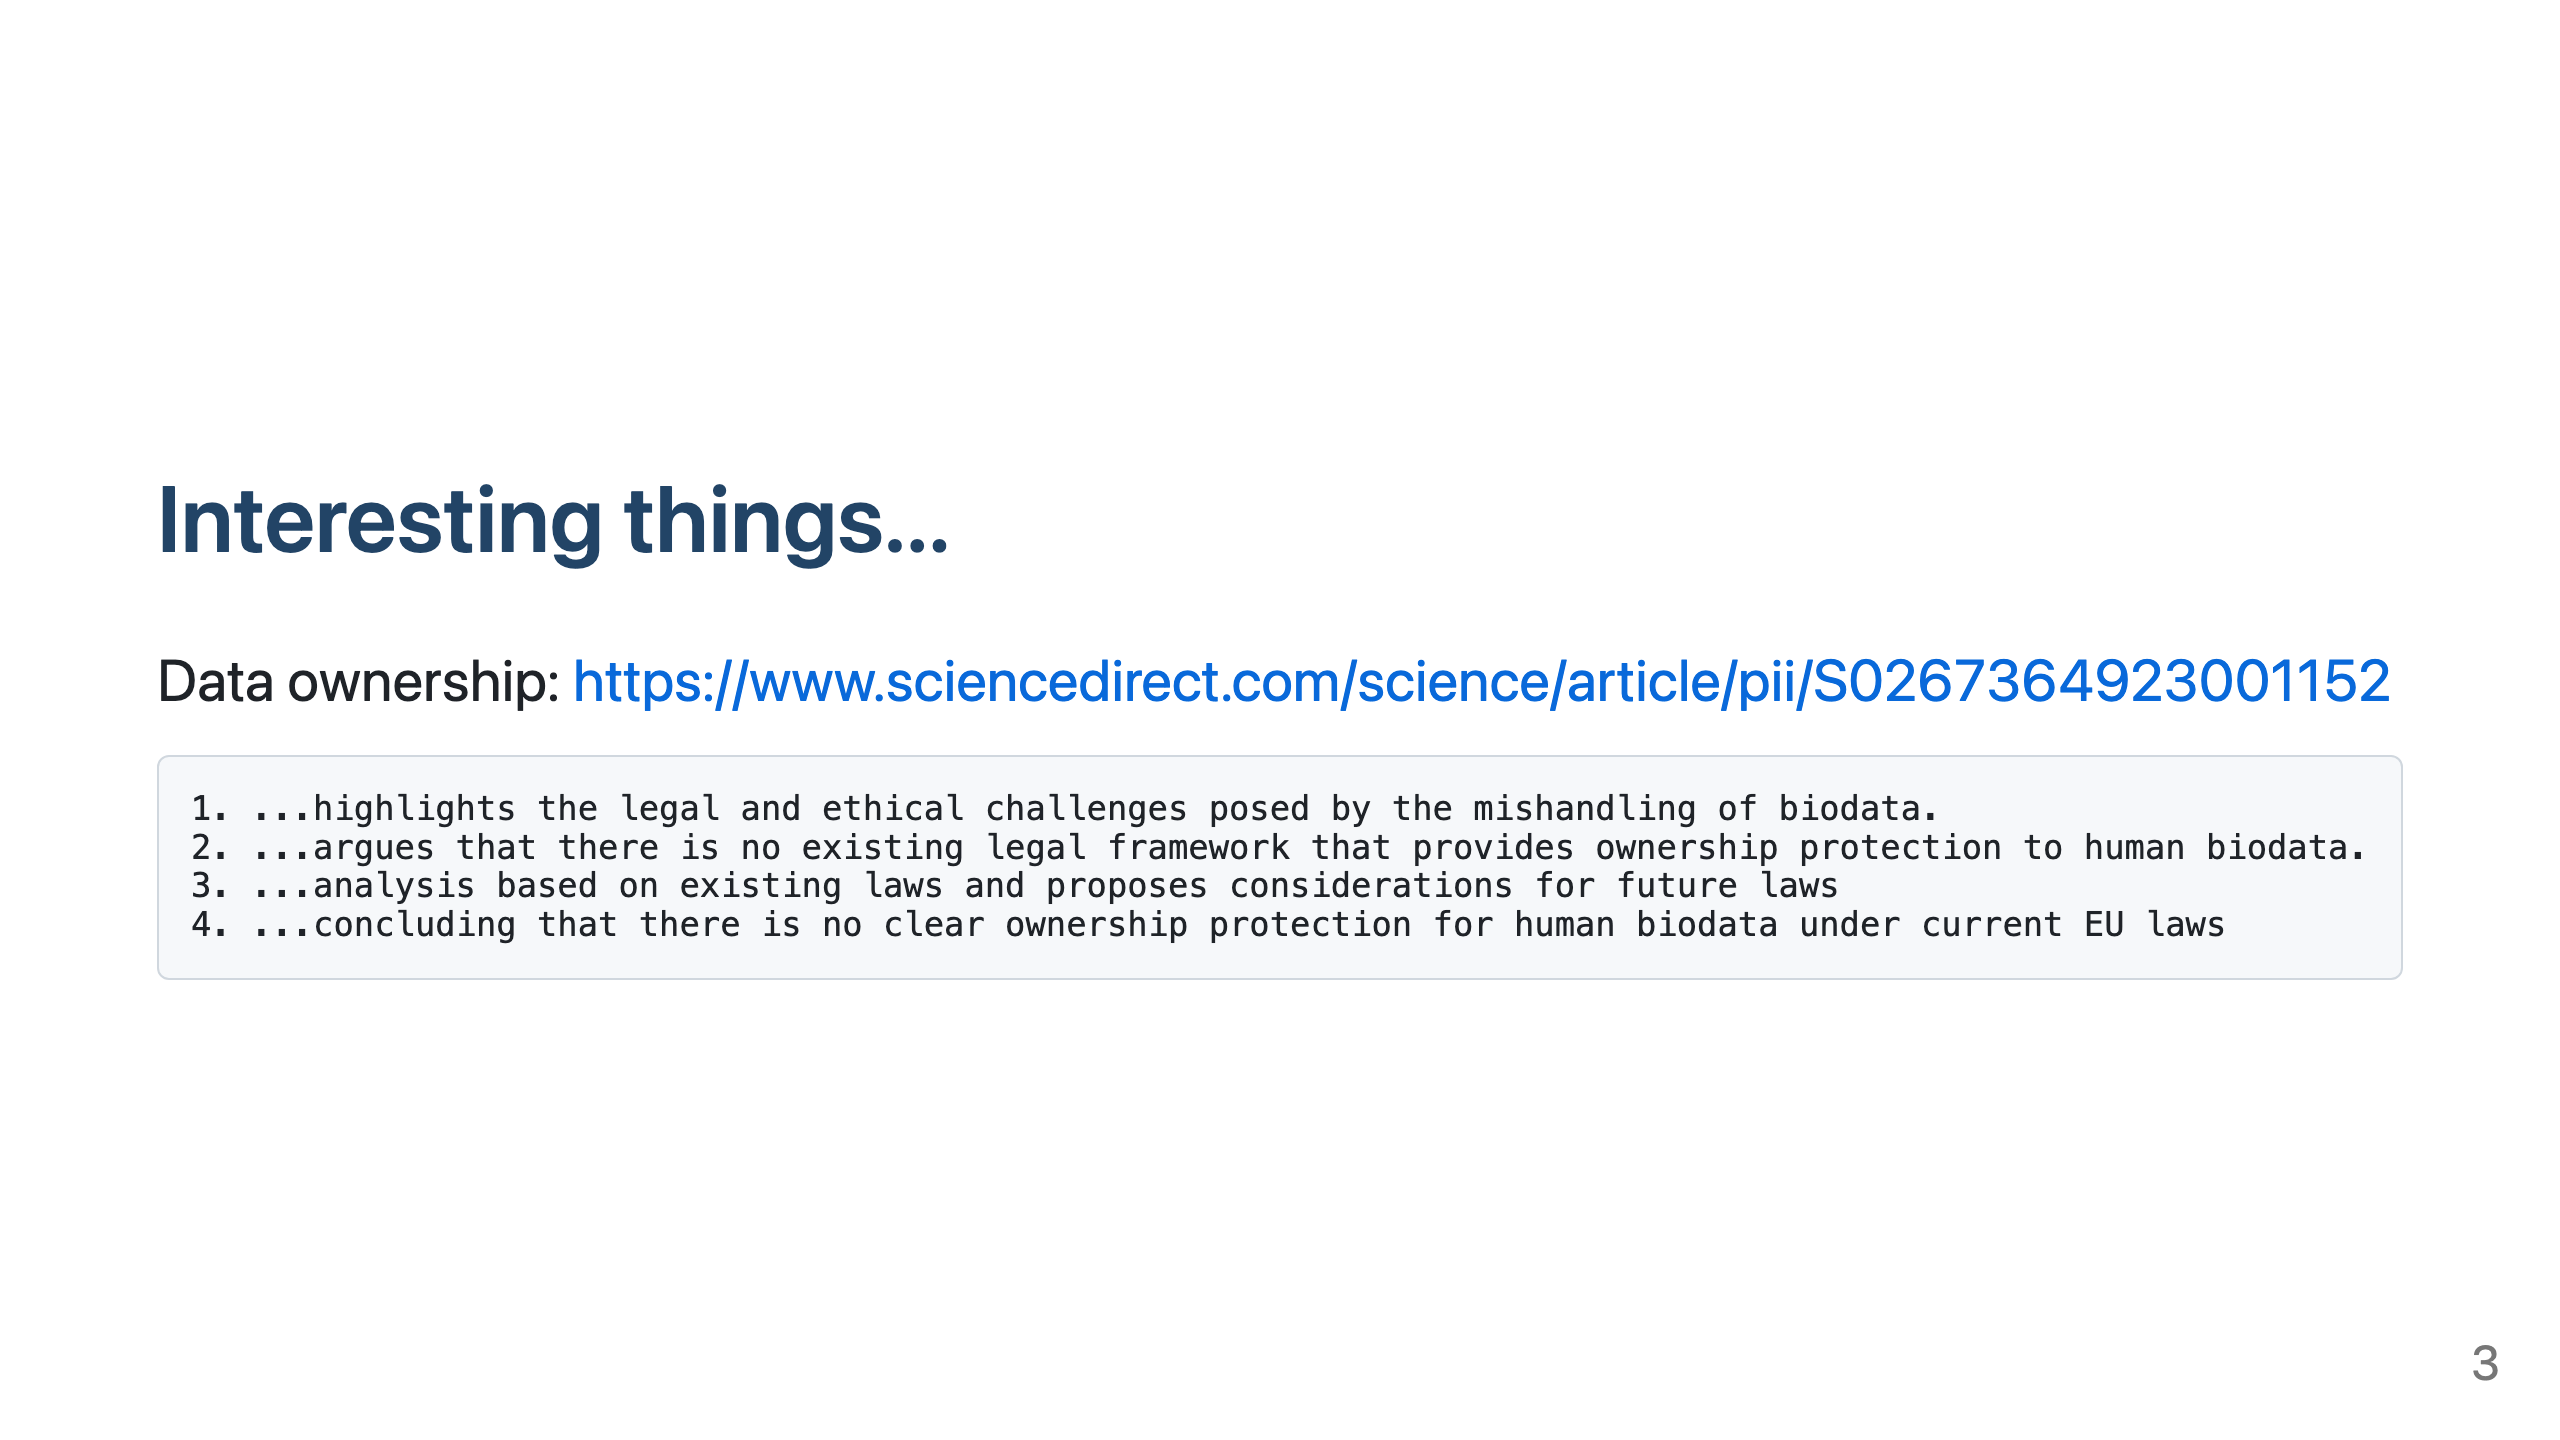 Interesting things...
Data ownership: https://www.sciencedirect.com/science/article/pii/S0267364923001152
1. ...highlights the legal and ethical challenges posed by the mishandling of biodata.
2. ...argues that there is no existing legal framework that provides ownership protection to human biodata.
3. ...analysis based on existing laws and proposes considerations for future laws
4. ...concluding that there is no clear ownership protection for human biodata under current EU laws
3